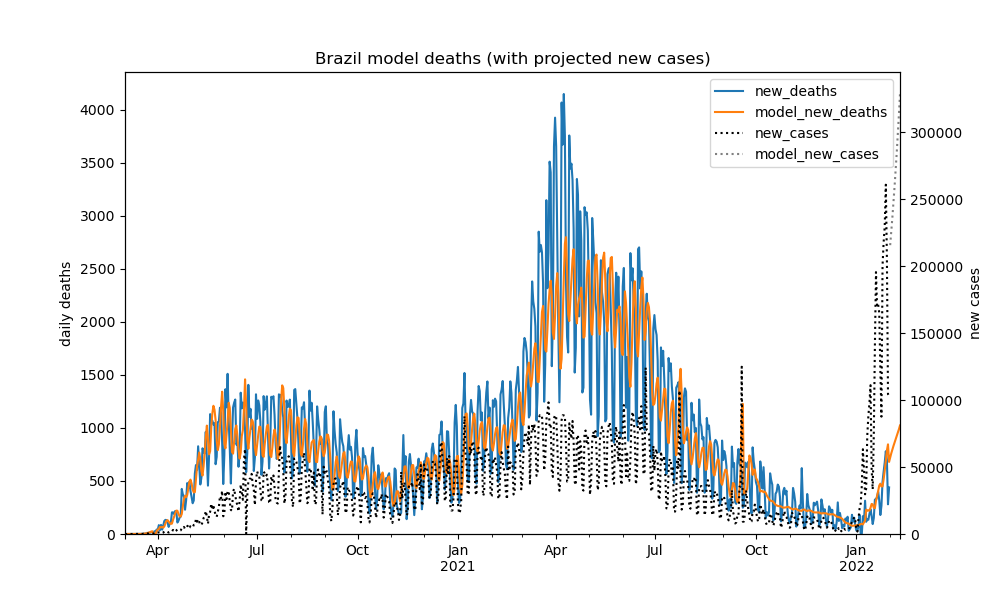 Brazil model deaths (with projected new cases)
new_deaths
model_new_deaths
new_cases
model_new_cases
daily deaths
4000
3500
3000
2500
2000
1500
1000
500
0
new cases
300000
250000
200000
150000
100000
50000
0
Apr
Jul
Oct
Jan
2021
Apr
Jul
Oct
Jan
2022